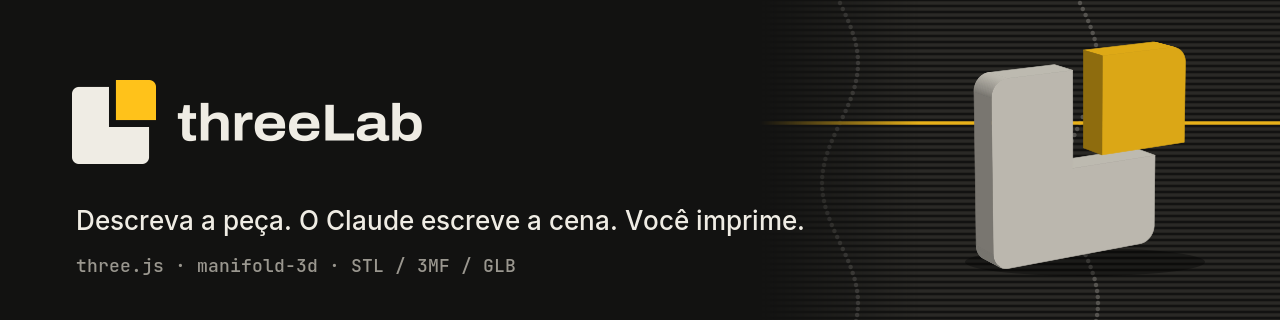 threeLab
Descreva a peça. O Claude escreve a cena. Você imprime.
three.js · manifold-3d · STL / 3MF / GLB